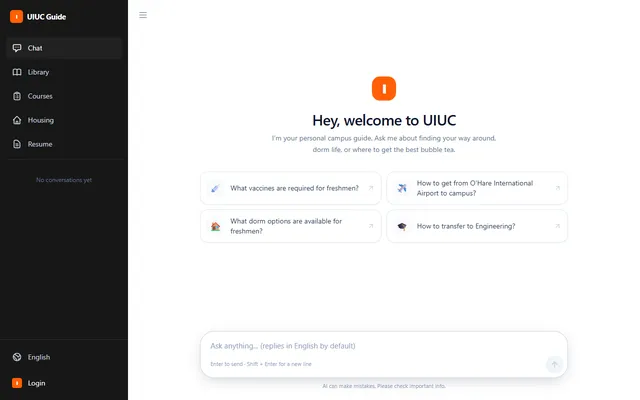 UIUC Guide
Chat
Library
Courses
Housing
Resume
No conversations yet
English
Login
Hey, welcome to UIUC
I'm your personal campus guide. Ask me about finding your way around,
dorm life, or where to get the best bubble tea.
What vaccines are required for freshmen?
How to get from O'Hare International
Airport to campus?
What dorm options are available for
freshmen?
How to transfer to Engineering?
Ask anything... (replies in English by default)
Enter to send · Shift + Enter for a new line
AI can make mistakes. Please check important info.